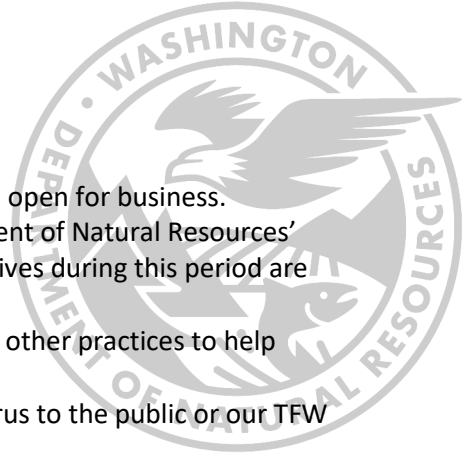 WASHINGTON
DEPARTMENT OF NATURAL RESOURCES
open for business.
ent of Natural Resources’
ives during this period are
other practices to help
rus to the public or our TFW